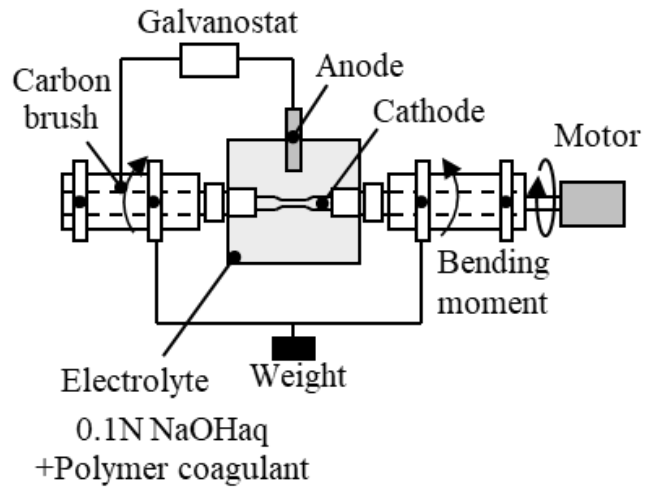 Galvanostat
Anode
Carbon
brush
Cathode
Motor
Bending
moment
Electrolyte
Weight
0.1N NaOHaq
+Polymer coagulant